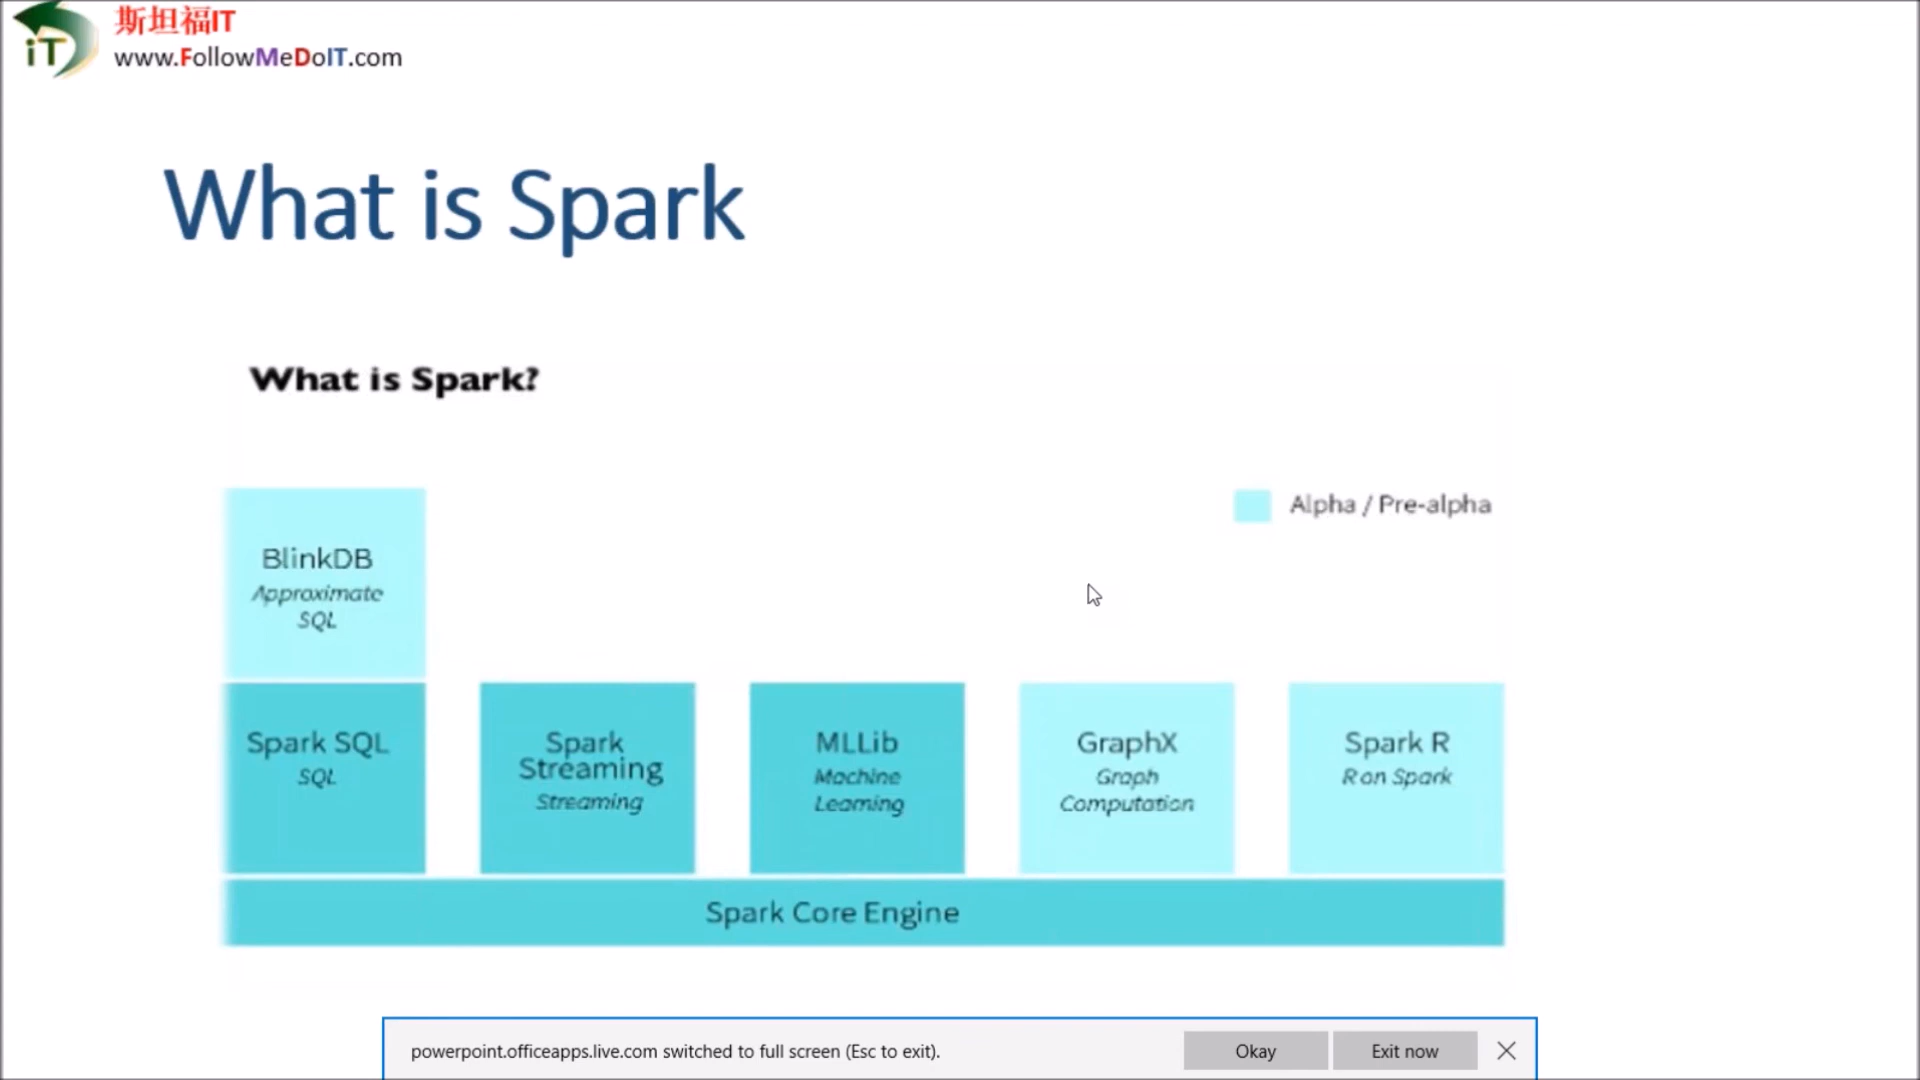 iT
斯坦福IT
www.FollowMeDoIT.com
What is Spark
What is Spark?
Alpha / Pre-alpha
BlinkDB
Approximate
SQL
Spark SQL
SQL
Spark
Streaming
Streaming
MLLib
Machine
Learning
GraphX
Graph
Computation
Spark R
R on Spark
Spark Core Engine
powerpoint.officeapps.live.com switched to full screen (Esc to exit).
Okay
Exit now